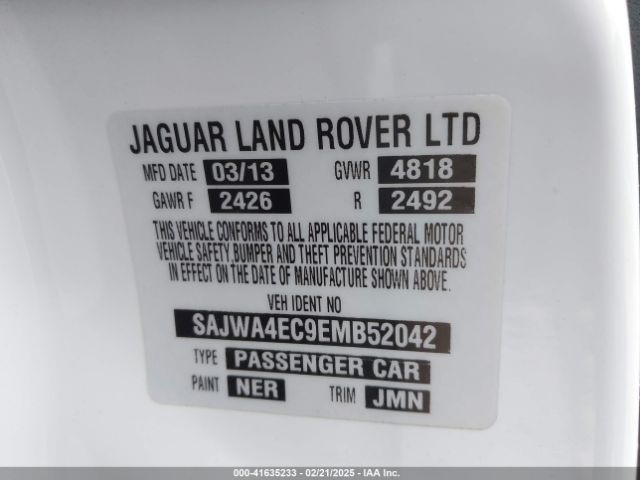 JAGUAR LAND ROVER LTD
MFD DATE 03/13 GVWR 4818
GAWR F 2426 R 2492
THIS VEHICLE CONFORMS TO ALL APPLICABLE FEDERAL MOTOR
VEHICLE SAFETY,BUMPER AND THEFT PREVENTION STANDARDS
IN EFFECT ON THE DATE OF MANUFACTURE SHOWN ABOVE.
VEH IDENT NO
SAJWA4EC9EMB52042
TYPE PASSENGER CAR
PAINT NER TRIM JMN
000-41635233 - 02/21/2025 - IAA Inc.